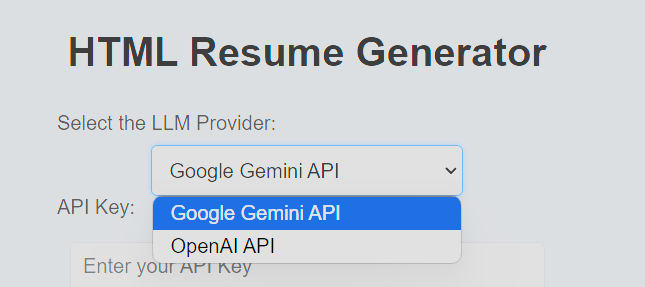 HTML Resume Generator
Select the LLM Provider:
Google Gemini API
API Key:
Google Gemini API
OpenAI API
Enter your API Key